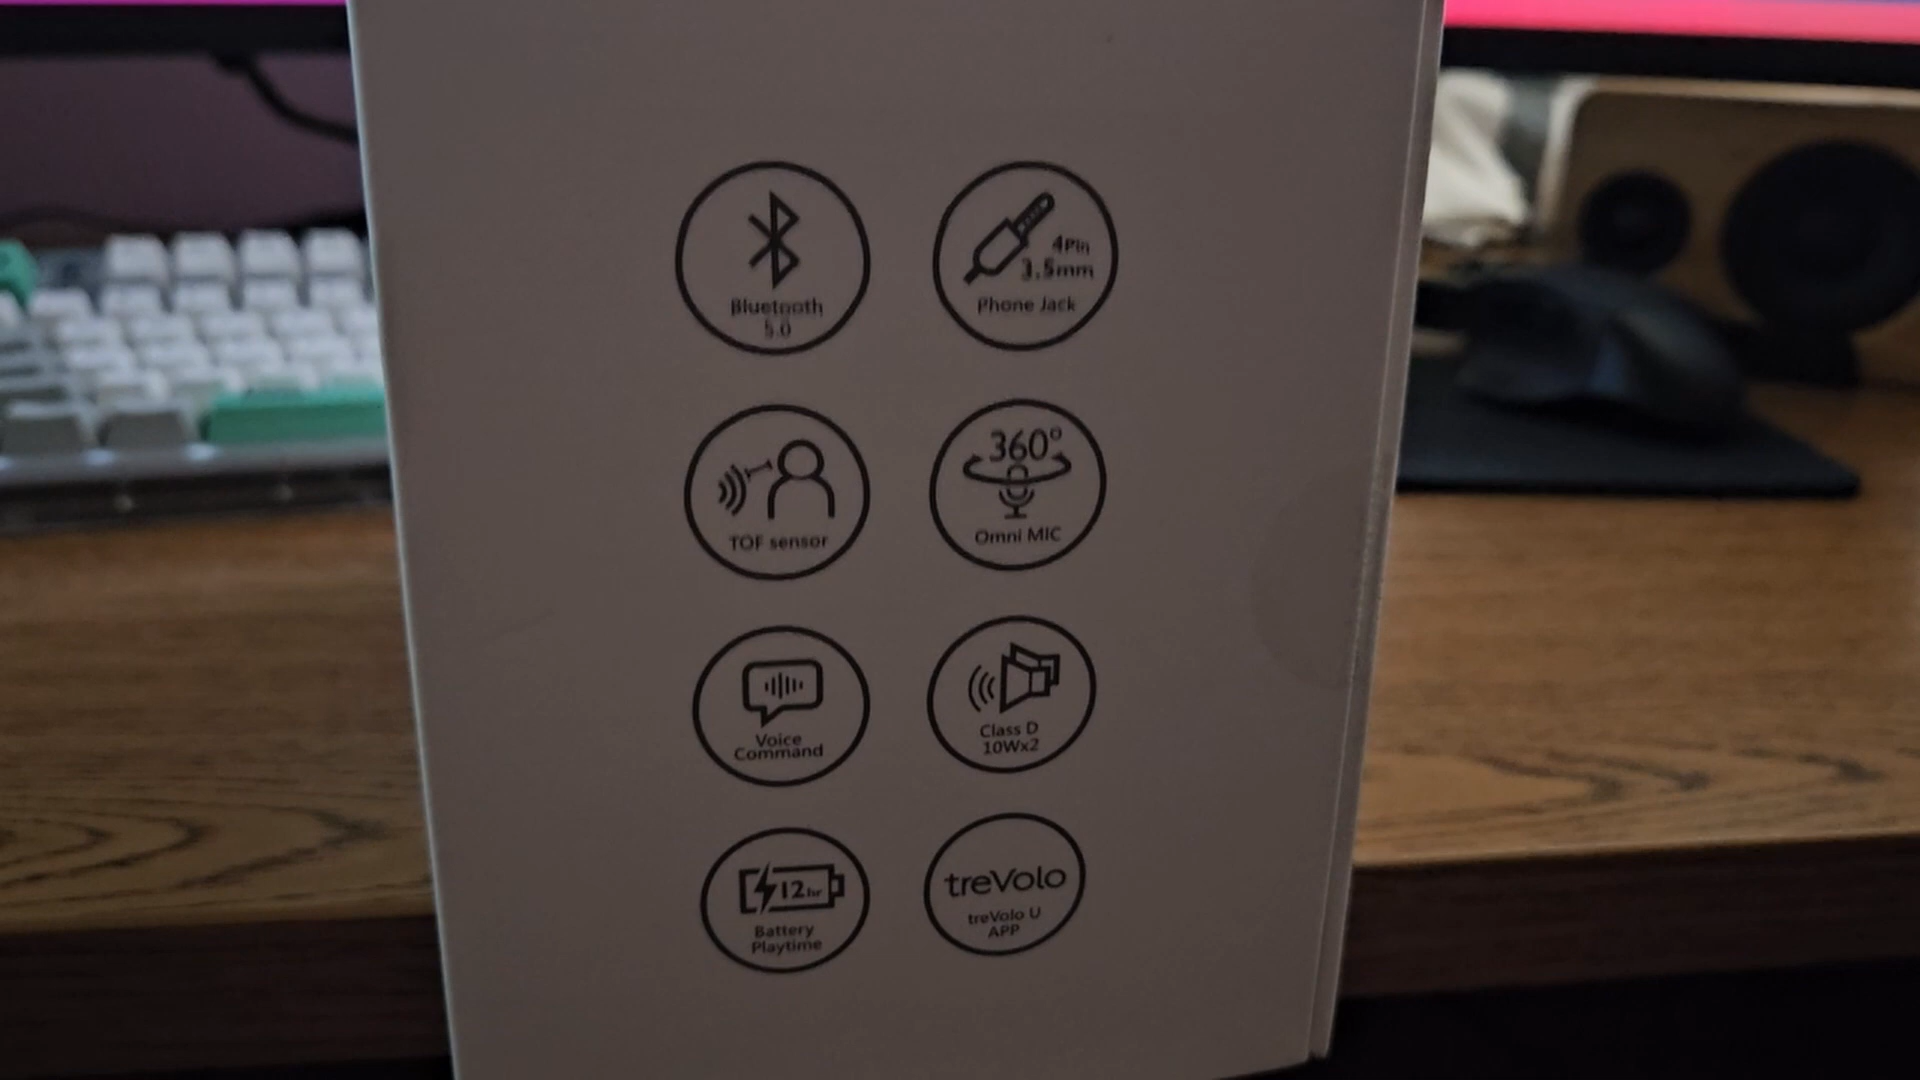 Bluetooth
5.0
4Pin
3.5mm
Phone Jack
TOF sensor
360°
Omni MIC
Voice
Command
Class D
10Wx2
12hr
Battery
Playtime
treVolo
treVolo U
APP